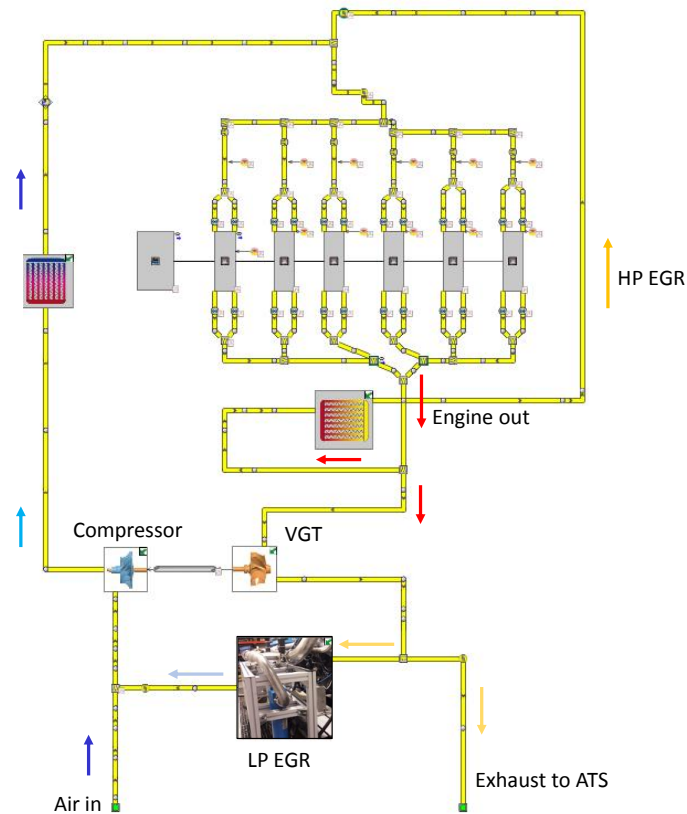 HP EGR
Engine out
Compressor
VGT
LP EGR
Exhaust to ATS
Air in